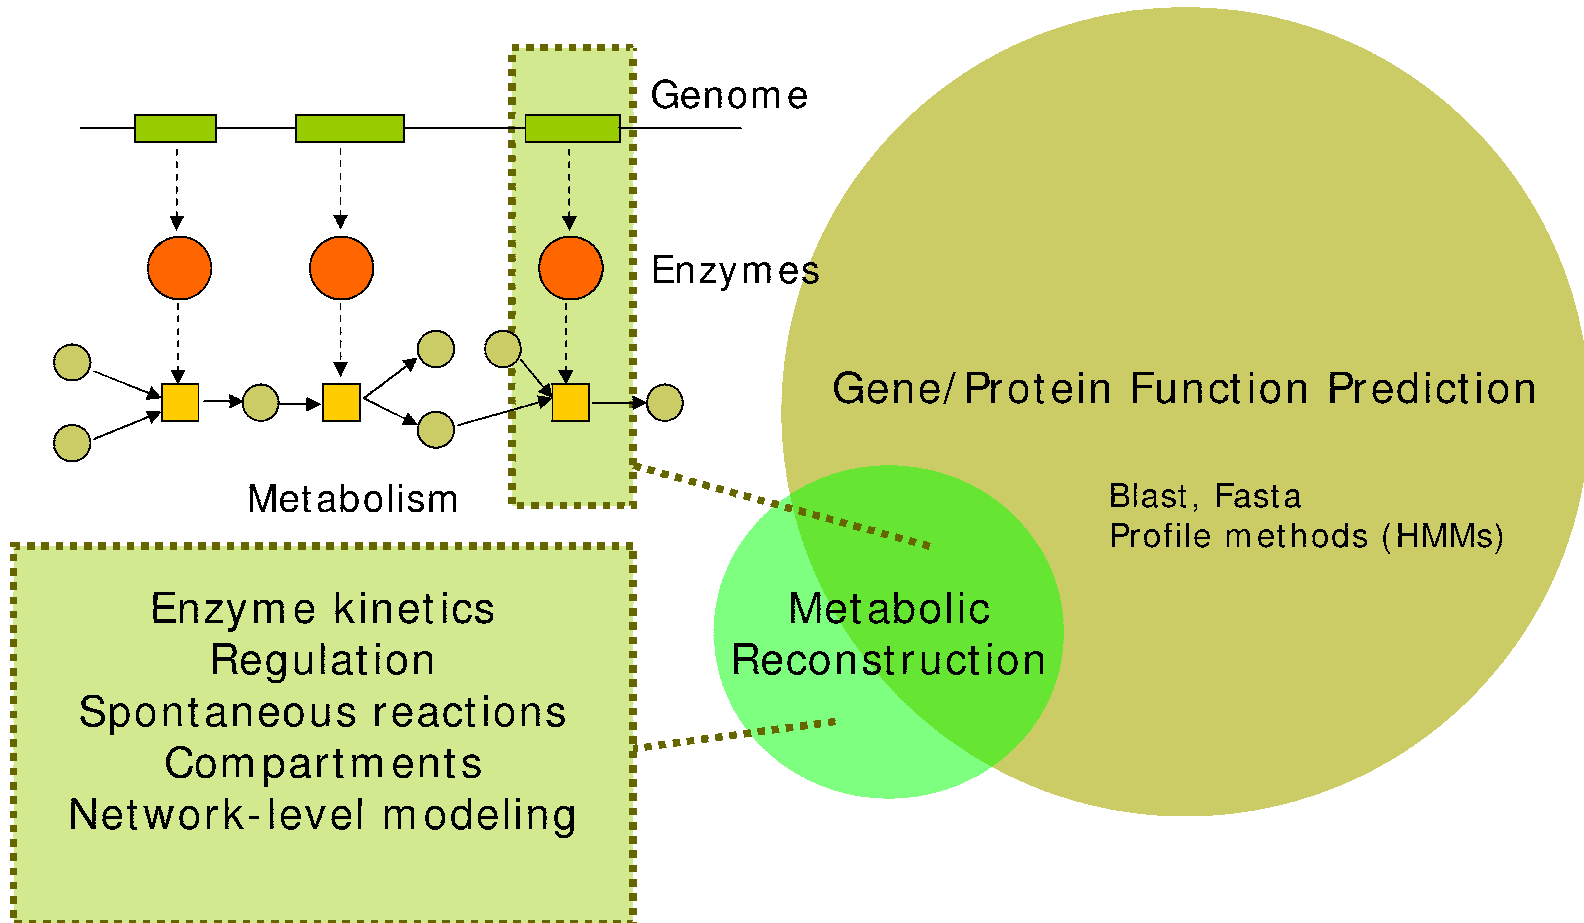 Genome
Enzymes
Metabolism
Gene/Protein Function Prediction
Blast, Fasta
Profile methods (HMMs)
Metabolic
Reconstruction
Enzyme kinetics
Regulation
Spontaneous reactions
Compartments
Network-level modeling